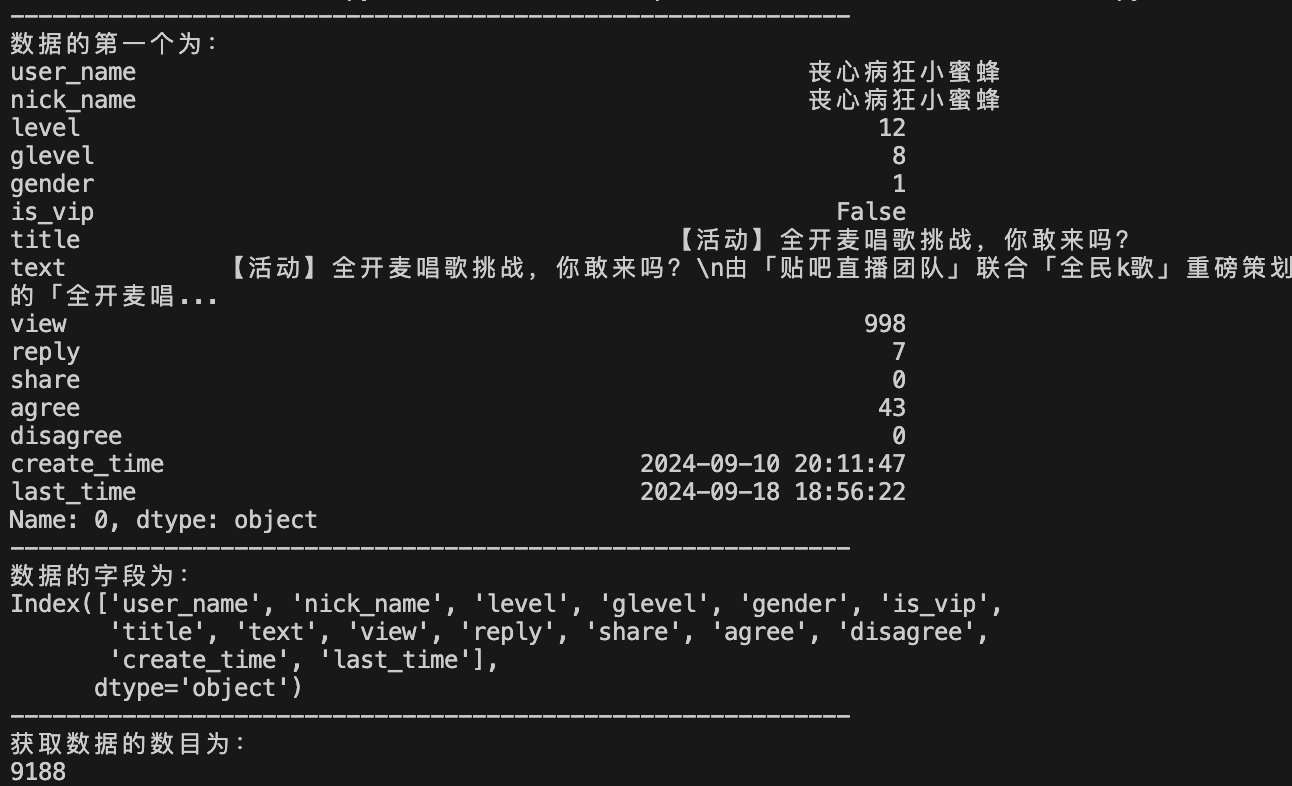 ------------------------------------------------------------
数据的第一个为：
user_name 丧心病狂小蜜蜂
nick_name 丧心病狂小蜜蜂
level 12
glevel 8
gender 1
is_vip False
title 【活动】全开麦唱歌挑战，你敢来吗？
text 【活动】全开麦唱歌挑战，你敢来吗？\n由「贴吧直播团队」联合「全民k歌」重磅策划
的「全开麦唱...
view 998
reply 7
share 0
agree 43
disagree 0
create_time 2024-09-10 20:11:47
last_time 2024-09-18 18:56:22
Name: 0, dtype: object
------------------------------------------------------------
数据的字段为：
Index(['user_name', 'nick_name', 'level', 'glevel', 'gender', 'is_vip',
'title', 'text', 'view', 'reply', 'share', 'agree', 'disagree',
'create_time', 'last_time'],
dtype='object')
------------------------------------------------------------
获取数据的数目为：
9188